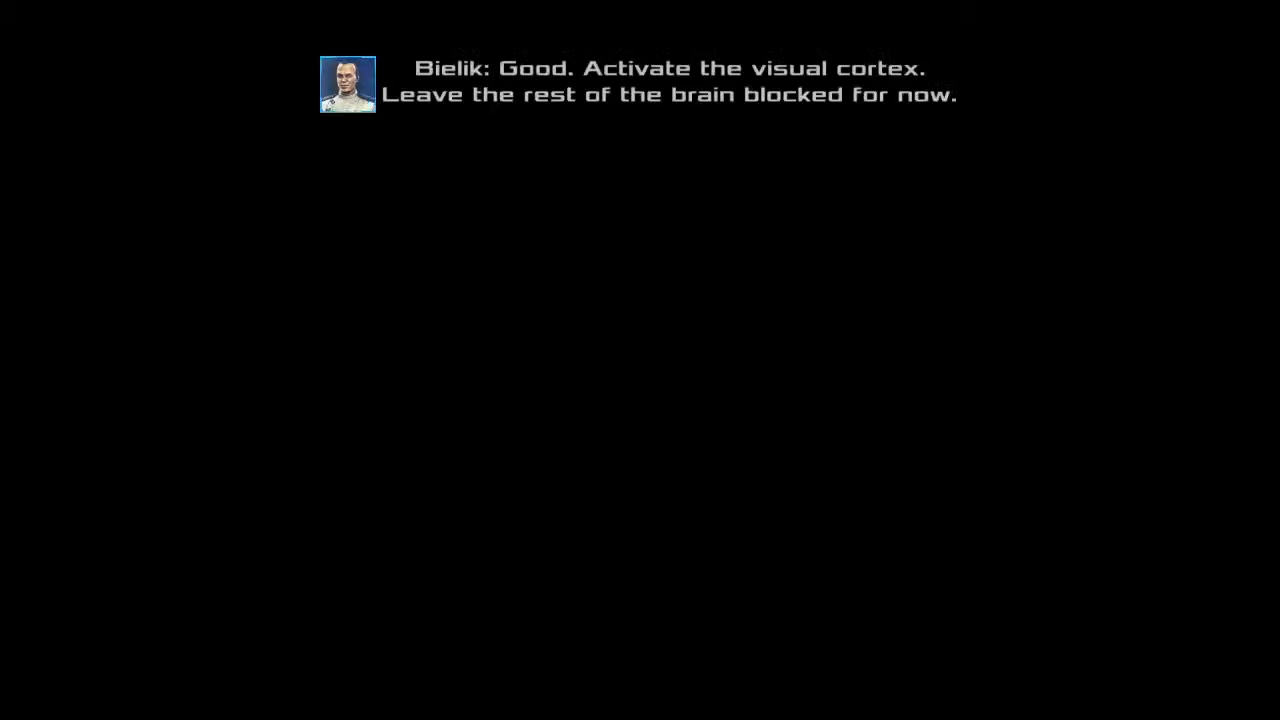 Bielik: Good. Activate the visual cortex.
Leave the rest of the brain blocked for now.